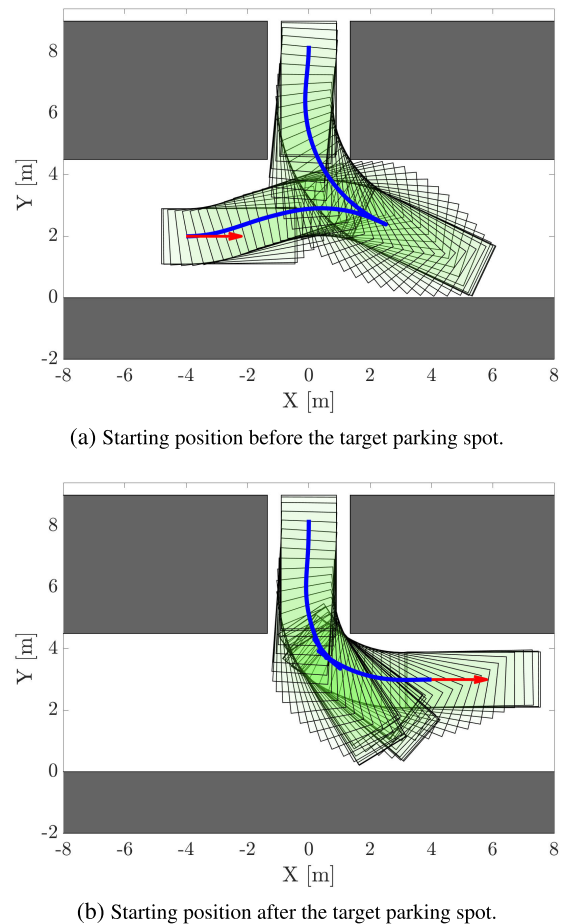 8
6
4
2
0
-2
Y [m]
-8 -6 -4 -2 0 2 4 6 8
X [m]
(a) Starting position before the target parking spot.
8
6
4
2
0
-2
Y [m]
-8 -6 -4 -2 0 2 4 6 8
X [m]
(b) Starting position after the target parking spot.